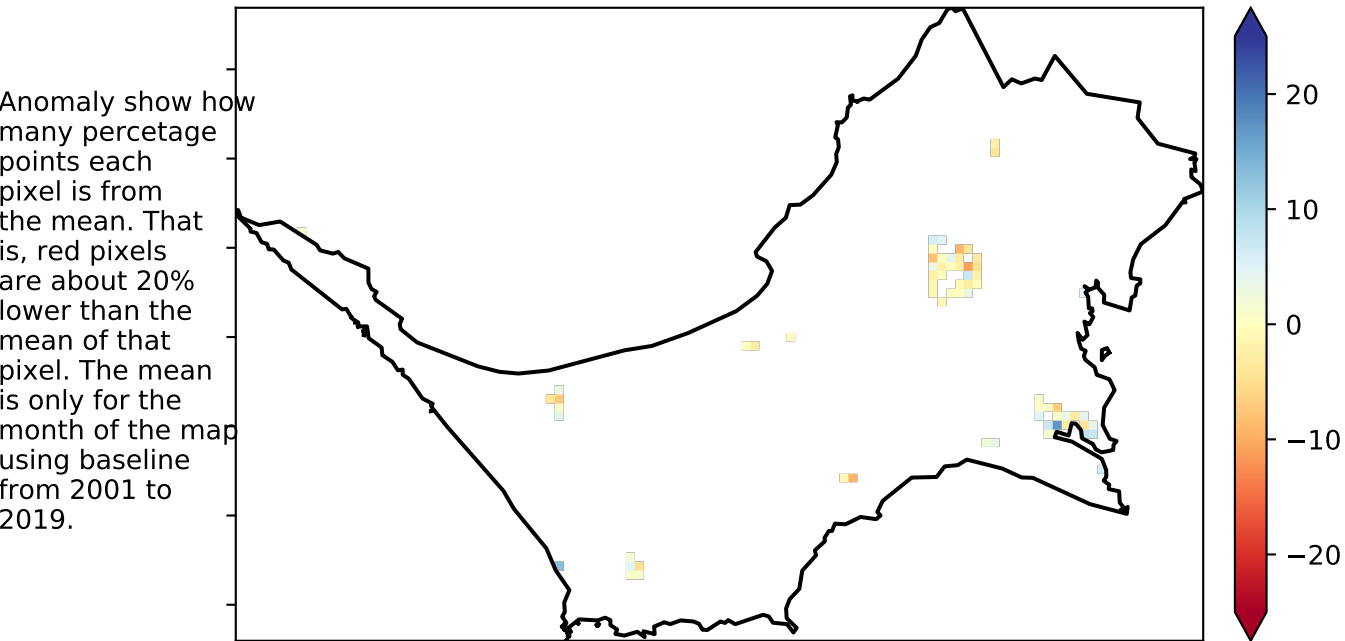 Anomaly show how
many percetage
points each
pixel is from
the mean. That
is, red pixels
are about 20%
lower than the
mean of that
pixel. The mean
is only for the
month of the map
using baseline
from 2001 to
2019.
20
10
0
−10
−20